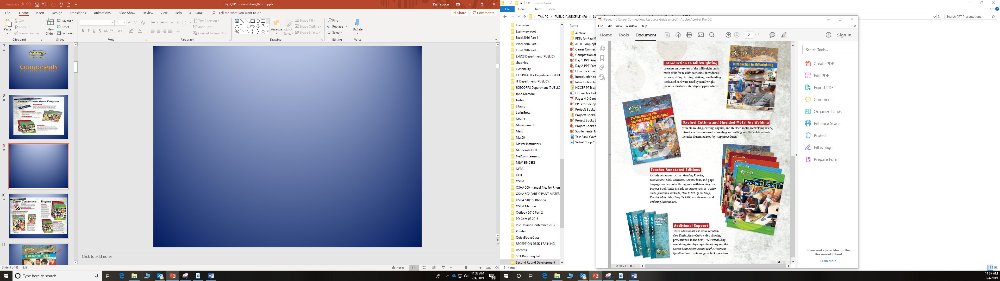 AutoSave Off
Day 1_PPT Presentation_071918.pptx
Diana Lucas
File Home Insert Design Transitions Animations Slide Show Review View Help ACROBAT Tell me what you want to do
Share Comments
Paste
Cut
Copy
Format Painter
Clipboard
New Slide
Layout
Reset
Section
Slides
18
Font
Text Direction
Align Text
Convert to SmartArt
Paragraph
Arrange
Quick Styles
Shape Fill
Shape Outline
Shape Effects
Drawing
Find
Replace
Select
Editing
Dictate
Voice
7
career
CONNECTIONS
Components
8
Career Connections Program
9
10
Career Connections Program
11
Math for the Trades
Click to add notes
Slide 9 of 85
Notes
108%
Type here to search
11:37 AM
2/4/2019
14
PPT Presentations
File Home Share View
This PC > PUBLIC (\\UBCFILE) (P:) > Se
Search PPT Presentations
Examview
Examview root
Excel 2016 Part 1
Excel 2016 Part 2
Excel 2016 Part 3
EXECS Department (PUBLIC)
Graphics
Hospitality
HOSPITALITY Department (PUBL
IT Department (PUBLIC)
JOBCORPS Department (PUBLIC
John Marconi
Justin
Library
LorinGrow
MAIPs
Management
Mark
Mas90
Master Instructors
Minnesota DOT
NetCom Learning
NEW BINDERS
NFPA
ODIE
OSHA
OSHA 500 manual files for Rhon
OSHA 502 PARTICIPANT MATER
OSHA 510 for Rhonda
OSHA Matrixes
Outlook 2016 Part 2
PD Conf 08 2016
Pile Driving Conference 2017
Puzzles
QuickBooksClass
RECEPTION DESK TRAINING
Records
SCT Rooming List
Second Round Development
21 items
Name
Archive
PDFs for Paul 0
ACTE Loop.ppt
Career Connect
Competition ar
Day 1_PPT Pres
Day 2_PPT Pres
How the Projec
Introduction to
Introduction to
NCCER PPTs.zip
Outline for Out
Pages 4-5 Caree
PPTs for Joe.pp
Projecft Books
Projecft Books
Project Books S
Project Books s
Supllemental M
Test Bank Cove
Virtual Shop Co
Pages 4-5 Career Connections Resource Guide sm.pdf - Adobe Acrobat Pro DC
File Edit View Window Help
Home Tools Document
2 / 2
Sign In
Introduction to Millwrighting
presents an overview of the millwright craft;
math skills for real life scenarios; introduces
various cutting, turning, striking, and holding
tools, and hardware used by a millwright;
includes illustrated step-by-step procedures.
career
Introduction to Millwrighting
career
Oxyfuel Cutting and
Shielded Metal Arc Welding
Oxyfuel Cutting and Shielded Metal Arc Welding
presents welding, cutting, oxyfuel, and shielded metal arc welding safety;
introduces the tools used in welding and cutting and the weld symbols;
includes illustrated step-by-step procedures.
Teacher Annotated Editions
include resources such as: Grading Rubrics,
Evaluations, Skills Matrixes, Lesson Plans, and page-
by-page teacher notes throughout with teaching tips;
Project Book TAEs include resources such as: Safety
and Operation Checklists, How to Set Up the Shop,
Reusing Materials, Using the UBC as a Resource, and
Ordering Information.
career
TEACHER ANNOTATED EDITION
Project Book 1
Additional Support
Three additional flash drives contain
One Trade, Many Crafts video showing
professionals in the field; The Virtual Shop
containing step-by-step animations; and the
Career Connections ExamView® Assessment
Question Bank containing content questions.
ONE TRADE, MANY CRAFTS
3
8.50 x 11.00 in
Search Tools...
Create PDF
Edit PDF
Export PDF
Comment
Organize Pages
Enhance Scans
Protect
Fill & Sign
Prepare Form
Store and share files in the
Document Cloud
Learn More
11:37 AM
2/4/2019